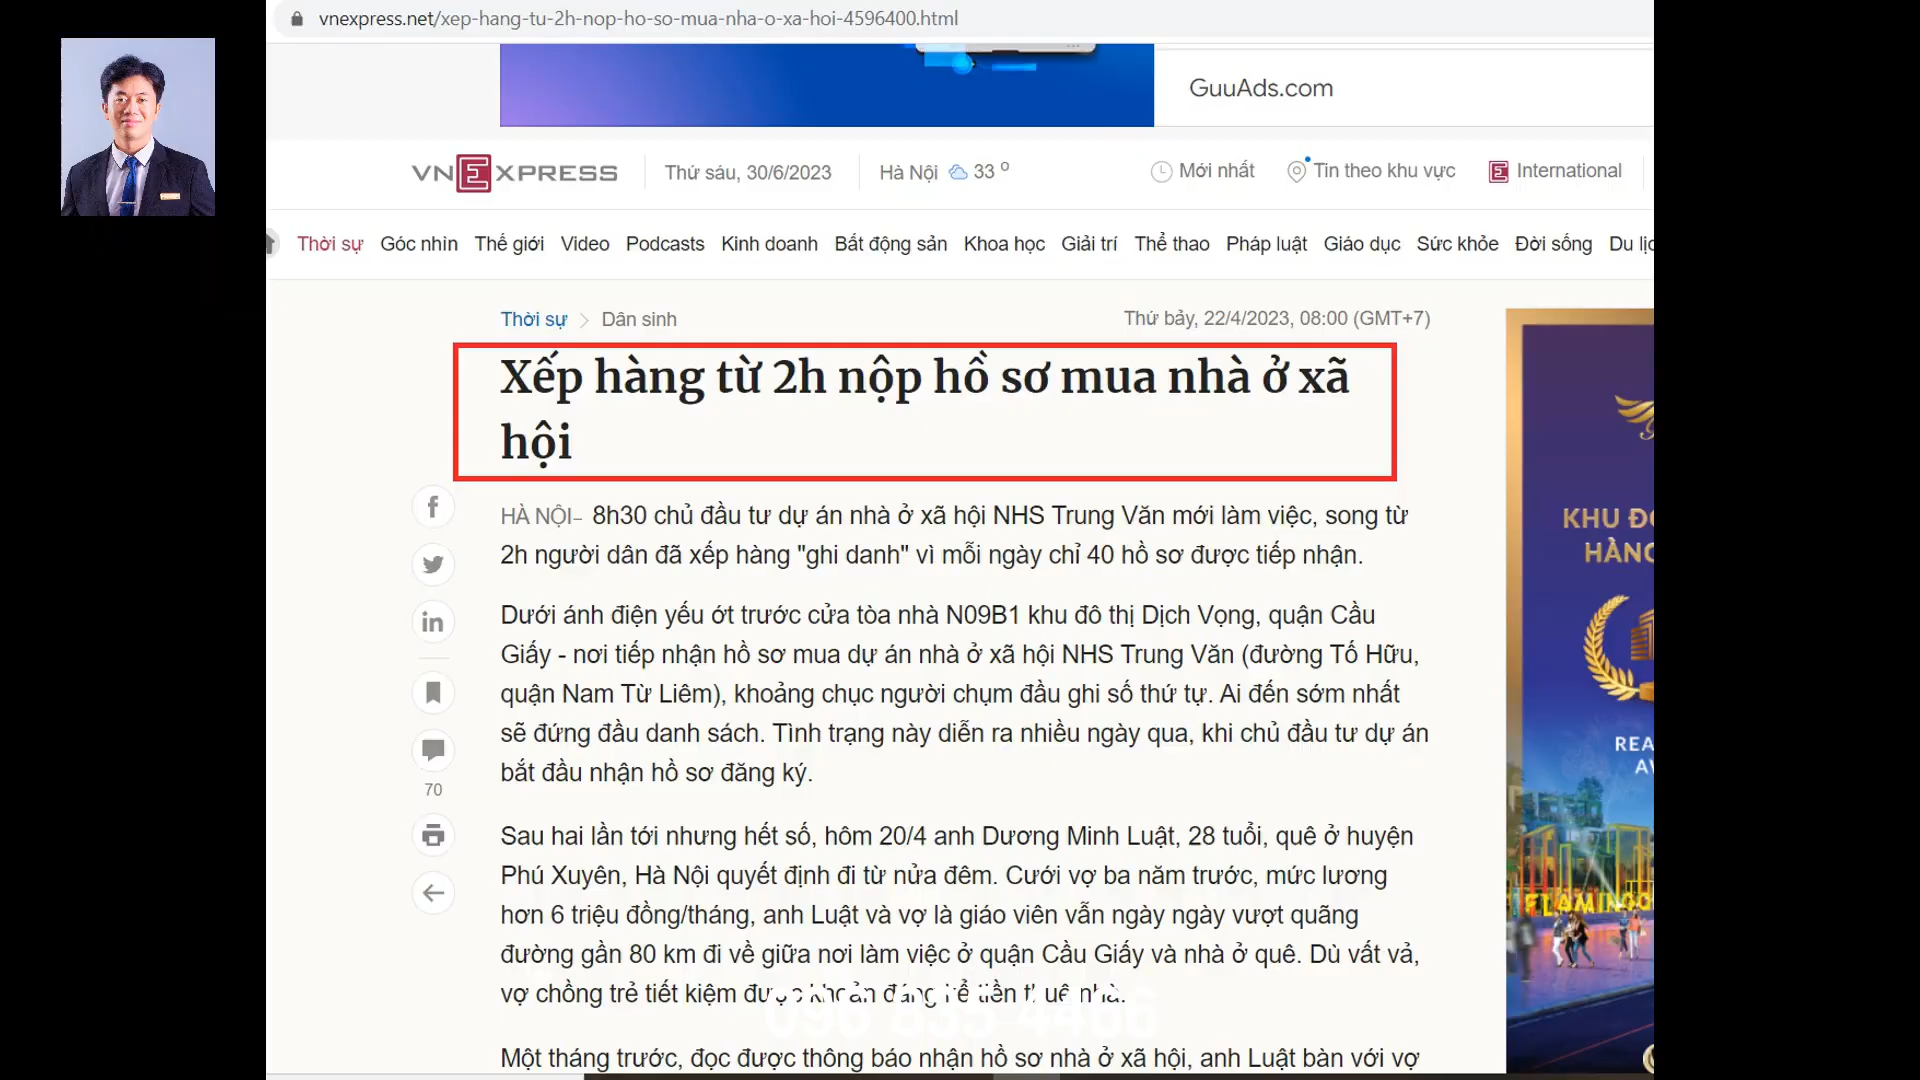 vnexpress.net/xep-hang-tu-2h-nop-ho-so-mua-nha-o-xa-hoi-4596400.html
GuuAds.com
VNEXPRESS
Thứ sáu, 30/6/2023
Hà Nội 33 º
Mới nhất
Tin theo khu vực
E International
Thời sự Góc nhìn Thế giới Video Podcasts Kinh doanh Bất động sản Khoa học Giải trí Thể thao Pháp luật Giáo dục Sức khỏe Đời sống Du
Thời sự > Dân sinh
Thứ bảy, 22/4/2023, 08:00 (GMT+7)
Xếp hàng từ 2h nộp hồ sơ mua nhà ở xã
hội
HÀ NỘI– 8h30 chủ đầu tư dự án nhà ở xã hội NHS Trung Văn mới làm việc, song từ
2h người dân đã xếp hàng "ghi danh" vì mỗi ngày chỉ 40 hồ sơ được tiếp nhận.
Dưới ánh điện yếu ớt trước cửa tòa nhà N09B1 khu đô thị Dịch Vọng, quận Cầu
Giấy - nơi tiếp nhận hồ sơ mua dự án nhà ở xã hội NHS Trung Văn (đường Tố Hữu,
quận Nam Từ Liêm), khoảng chục người chụm đầu ghi số thứ tự. Ai đến sớm nhất
sẽ đứng đầu danh sách. Tình trạng này diễn ra nhiều ngày qua, khi chủ đầu tư dự án
bắt đầu nhận hồ sơ đăng ký.
70
Sau hai lần tới nhưng hết số, hôm 20/4 anh Dương Minh Luật, 28 tuổi, quê ở huyện
Phú Xuyên, Hà Nội quyết định đi từ nửa đêm. Cưới vợ ba năm trước, mức lương
hơn 6 triệu đồng/tháng, anh Luật và vợ là giáo viên vẫn ngày ngày vượt quãng
đường gần 80 km đi về giữa nơi làm việc ở quận Cầu Giấy và nhà ở quê. Dù vất vả,
vợ chồng trẻ tiết kiệm được khoản đáng kể tiền thuê nhà.
096 835 4466
Một tháng trước, đọc được thông báo nhận hồ sơ nhà ở xã hội, anh Luật bàn với vợ
KHU
HÀNG
REA
FLAMINGO